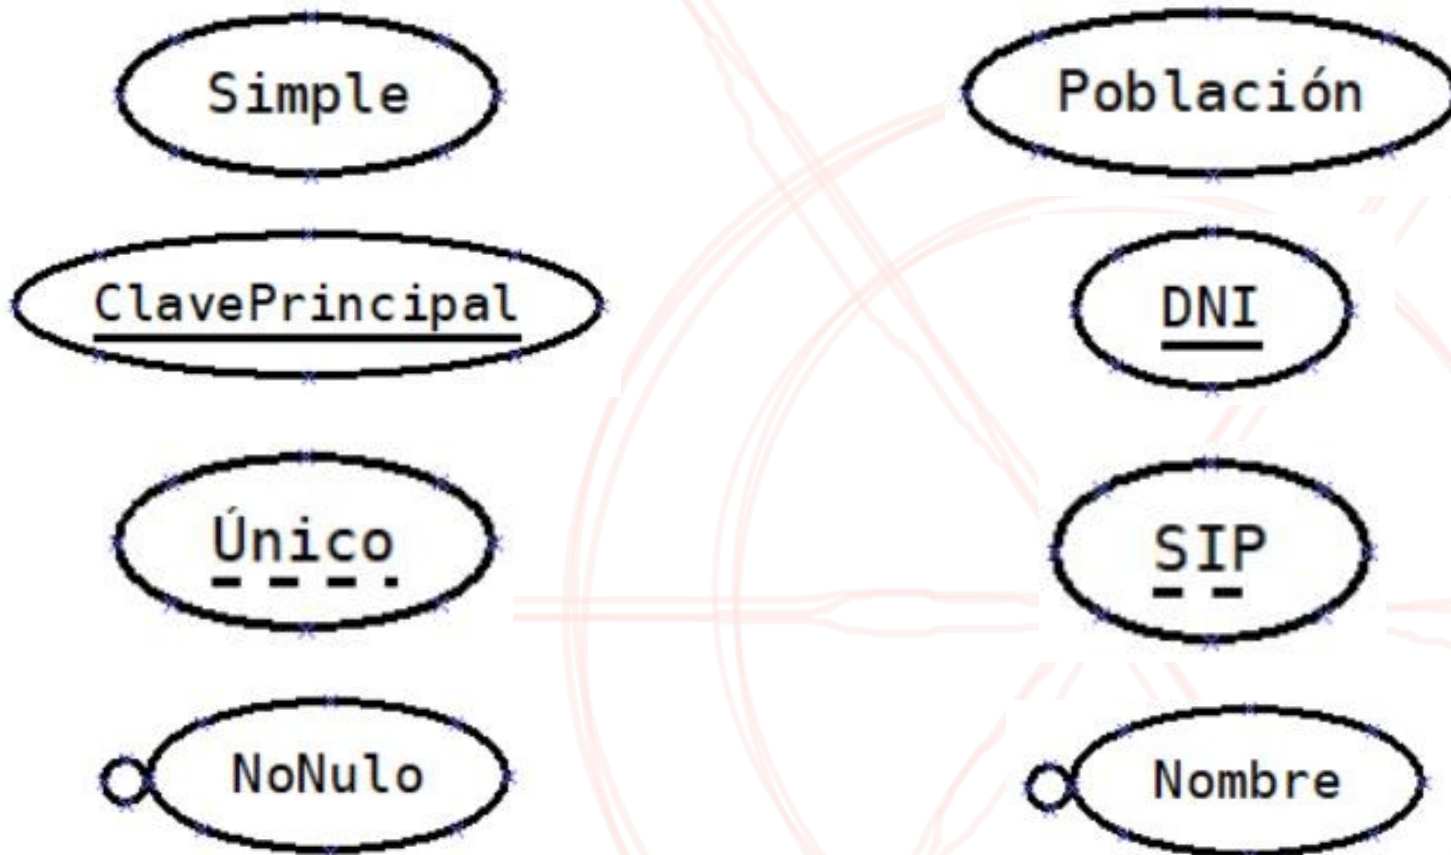 Simple
Población
ClavePrincipal
DNI
Único
SIP
NoNulo
Nombre